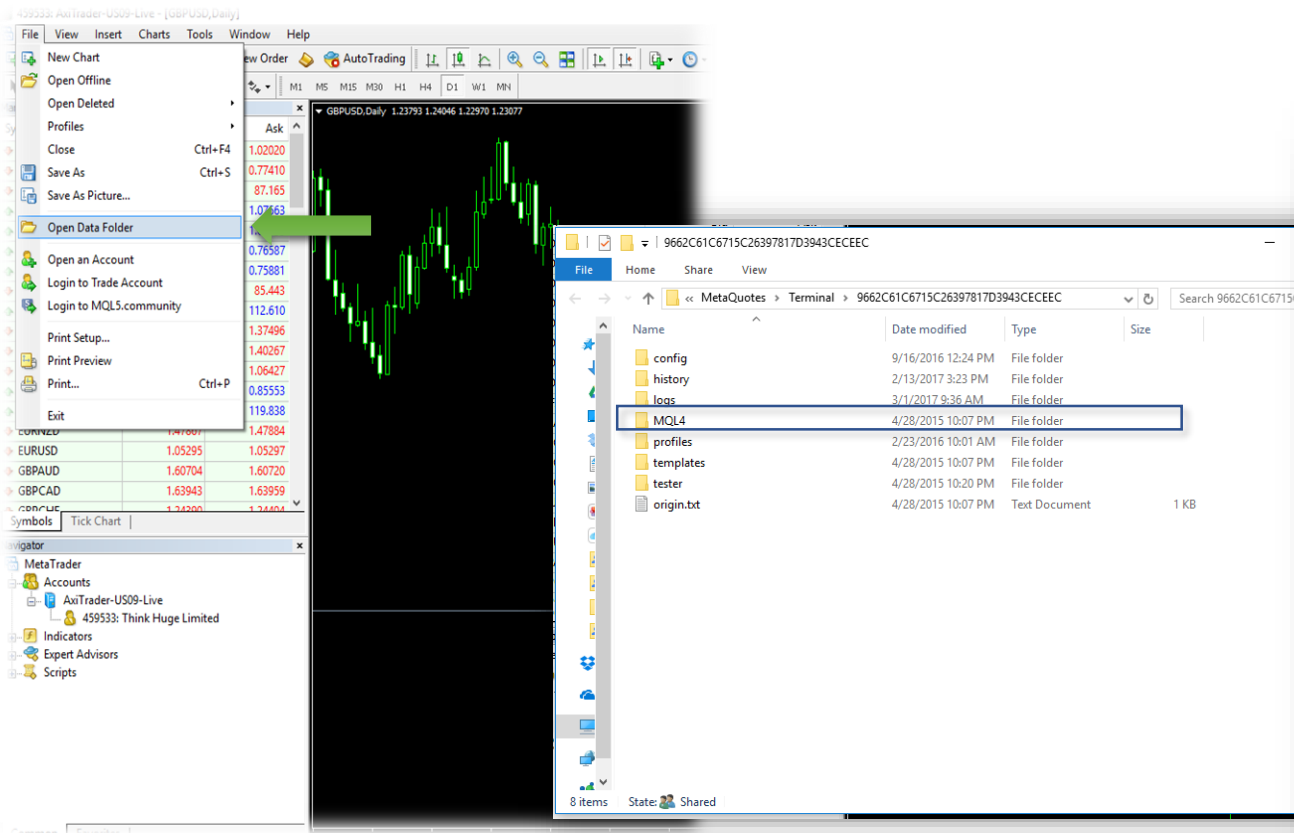 459533: AxiTrader-US09-Live - [GBPUSD,Daily]
File View Insert Charts Tools Window Help
New Chart
Open Offline
Open Deleted
Profiles
Close Ctrl+F4
Save As Ctrl+S
Save As Picture...
Open Data Folder
Open an Account
Login to Trade Account
Login to MQL5.community
Print Setup...
Print Preview
Print... Ctrl+P
Exit
ew Order AutoTrading
M1 M5 M15 M30 H1 H4 D1 W1 MN
Ask
1.02020
0.77410
87.165
1.07563
0.76587
0.75881
85.443
112.610
1.37496
1.40267
1.06427
0.85553
119.838
EURNZD 1.47867 1.47884
EURUSD 1.05295 1.05297
GBPAUD 1.60704 1.60720
GBPCAD 1.63943 1.63959
GBPCHF 1.24390 1.24404
Symbols Tick Chart
avigator
MetaTrader
Accounts
AxiTrader-US09-Live
459533: Think Huge Limited
Indicators
Expert Advisors
Scripts
GBPUSD,Daily 1.23793 1.24046 1.22970 1.23077
9662C61C6715C26397817D3943CECEEC
File Home Share View
« MetaQuotes > Terminal > 9662C61C6715C26397817D3943CECEEC
Search 9662C61C6715
Name Date modified Type Size
config 9/16/2016 12:24 PM File folder
history 2/13/2017 3:23 PM File folder
logs 3/1/2017 9:36 AM File folder
MQL4 4/28/2015 10:07 PM File folder
profiles 2/23/2016 10:01 AM File folder
templates 4/28/2015 10:07 PM File folder
tester 4/28/2015 10:20 PM File folder
origin.txt 4/28/2015 10:07 PM Text Document 1 KB
8 items State: Shared